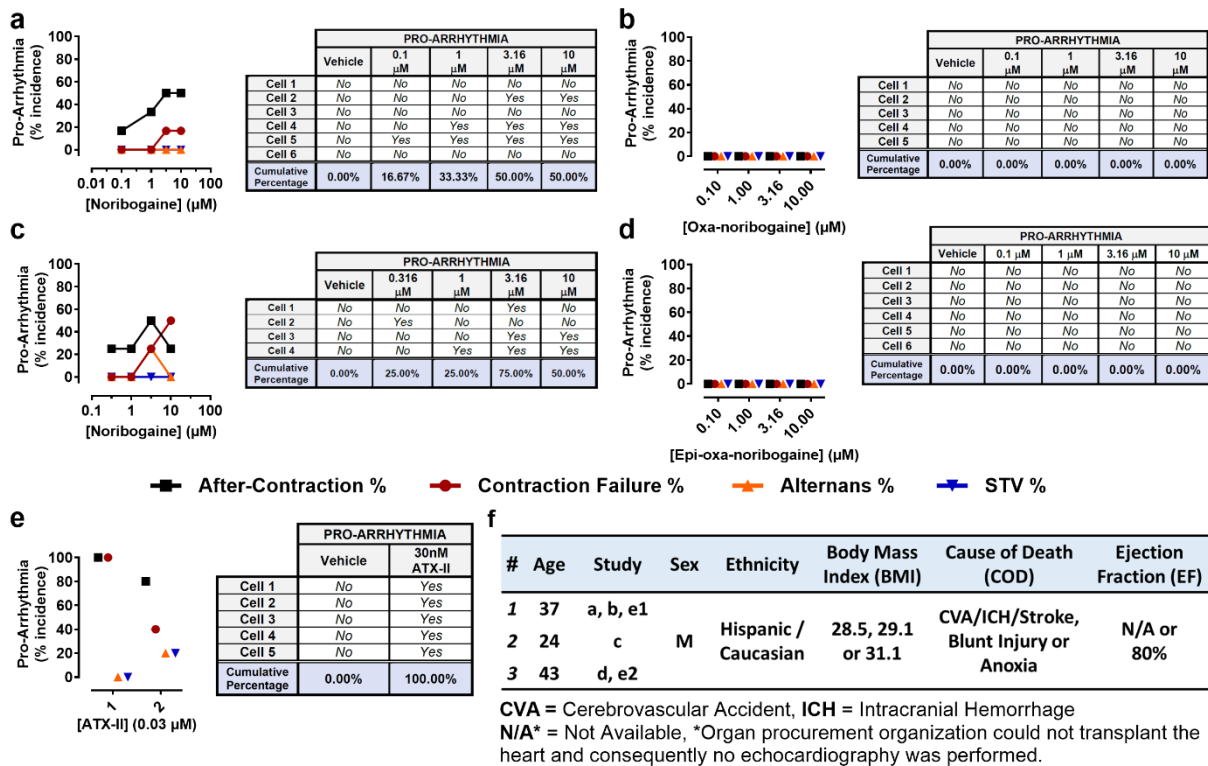 a
100
80
60
40
20
0
Pro-Arrhythmia
(% incidence)
0.01 0.1 1 10 100
[Noribogaine] (µM)
PRO-ARRHYTHMIA
Vehicle 0.1 µM 1 µM 3.16 µM 10 µM
Cell 1 No No No No No
Cell 2 No No No Yes Yes
Cell 3 No No No No No
Cell 4 No No Yes Yes Yes
Cell 5 No Yes Yes Yes Yes
Cell 6 No No No No No
Cumulative Percentage 0.00% 16.67% 33.33% 50.00% 50.00%
b
100
80
60
40
20
0
Pro-Arrhythmia
(% incidence)
0.10 1.00 3.16 10.00
[Oxa-noribogaine] (µM)
PRO-ARRHYTHMIA
Vehicle 0.1 µM 1 µM 3.16 µM 10 µM
Cell 1 No No No No No
Cell 2 No No No No No
Cell 3 No No No No No
Cell 4 No No No No No
Cell 5 No No No No No
Cumulative Percentage 0.00% 0.00% 0.00% 0.00% 0.00%
c
100
80
60
40
20
0
Pro-Arrhythmia
(% incidence)
0.1 1 10 100
[Noribogaine] (µM)
PRO-ARRHYTHMIA
Vehicle 0.316 µM 1 µM 3.16 µM 10 µM
Cell 1 No No No Yes No
Cell 2 No Yes No No No
Cell 3 No No No Yes Yes
Cell 4 No No Yes Yes Yes
Cumulative Percentage 0.00% 25.00% 25.00% 75.00% 50.00%
d
100
80
60
40
20
0
Pro-Arrhythmia
(% incidence)
0.10 1.00 3.16 10.00
[Epi-oxa-noribogaine] (µM)
PRO-ARRHYTHMIA
Vehicle 0.1 µM 1 µM 3.16 µM 10 µM
Cell 1 No No No No No
Cell 2 No No No No No
Cell 3 No No No No No
Cell 4 No No No No No
Cell 5 No No No No No
Cell 6 No No No No No
Cumulative Percentage 0.00% 0.00% 0.00% 0.00% 0.00%
After-Contraction % Contraction Failure % Alternans % STV %
e
100
80
60
40
20
0
Pro-Arrhythmia
(% incidence)
1 2
[ATX-II] (0.03 µM)
PRO-ARRHYTHMIA
Vehicle 30nM ATX-II
Cell 1 No Yes
Cell 2 No Yes
Cell 3 No Yes
Cell 4 No Yes
Cell 5 No Yes
Cumulative Percentage 0.00% 100.00%
f
# Age Study Sex Ethnicity Body Mass Index (BMI) Cause of Death (COD) Ejection Fraction (EF)
1 37 a, b, e1
2 24 c M Hispanic / Caucasian 28.5, 29.1 or 31.1 CVA/ICH/Stroke, Blunt Injury or Anoxia N/A or 80%
3 43 d, e2
CVA = Cerebrovascular Accident, ICH = Intracranial Hemorrhage
N/A* = Not Available, *Organ procurement organization could not transplant the
heart and consequently no echocardiography was performed.